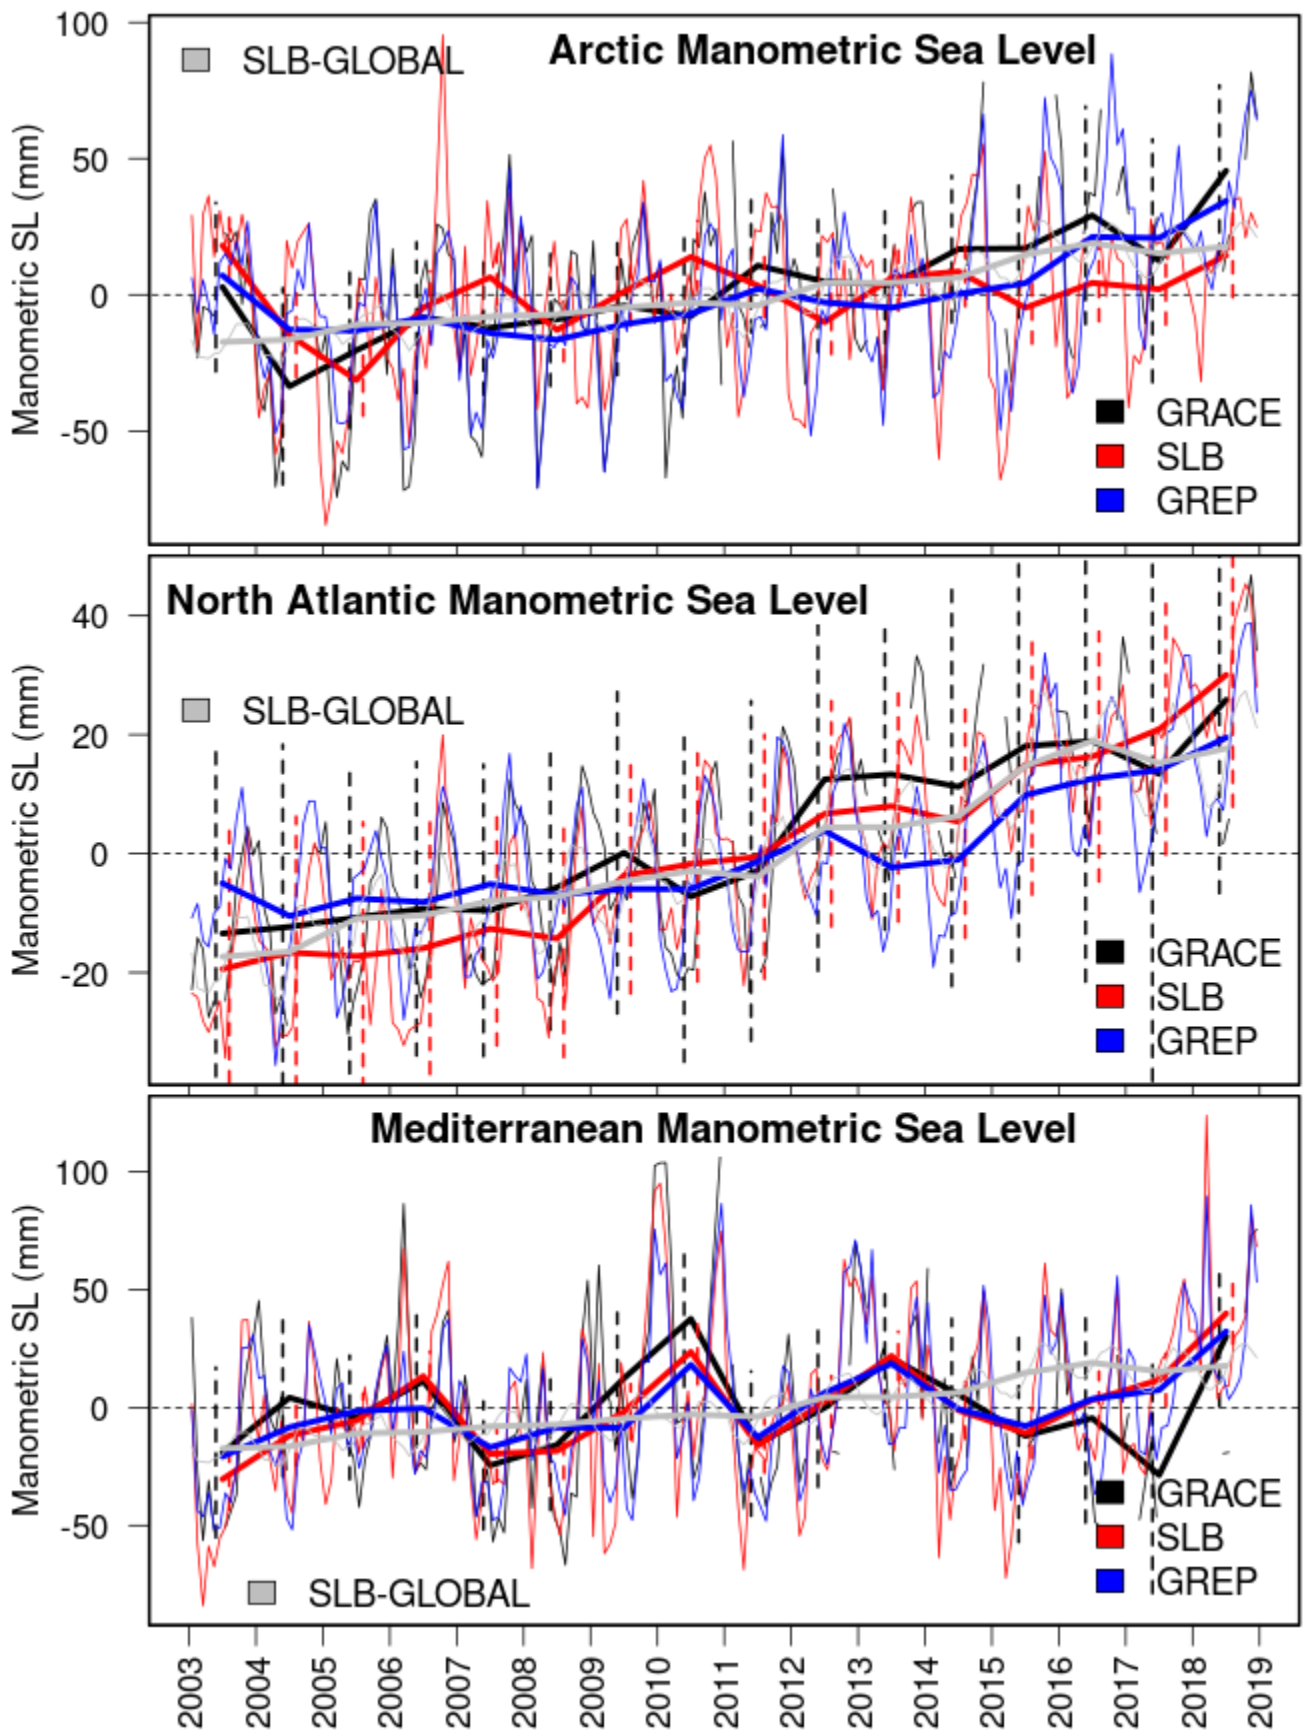 100
50
0
-50
Manometric SL (mm)
SLB-GLOBAL
Arctic Manometric Sea Level
GRACE
SLB
GREP
40
20
0
-20
Manometric SL (mm)
North Atlantic Manometric Sea Level
SLB-GLOBAL
GRACE
SLB
GREP
100
50
0
-50
Manometric SL (mm)
Mediterranean Manometric Sea Level
GRACE
SLB
GREP
SLB-GLOBAL
2003
2004
2005
2006
2007
2008
2009
2010
2011
2012
2013
2014
2015
2016
2017
2018
2019